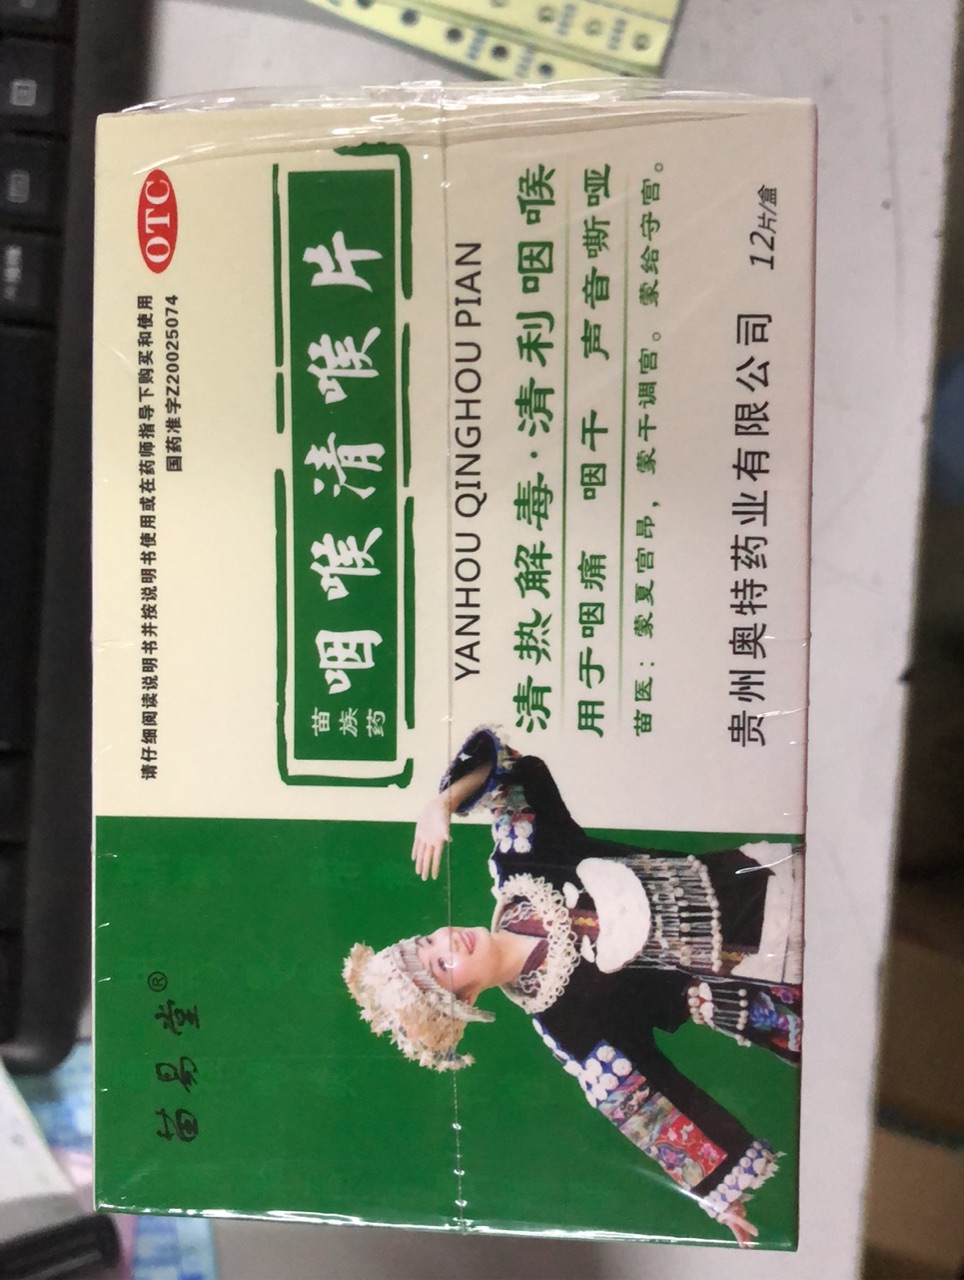 苗易堂®
OTC
请仔细阅读说明书并按说明书使用或在药师指导下购买和使用
国药准字Z20025074
苗族药
咽喉清喉片
YANHOU QINGHOU PIAN
清热解毒·清利咽喉
用于咽痛 咽干 声音嘶哑
苗医：蒙夏宫昂，蒙干调宫。蒙给守宫。
贵州奥特药业有限公司
12片/盒